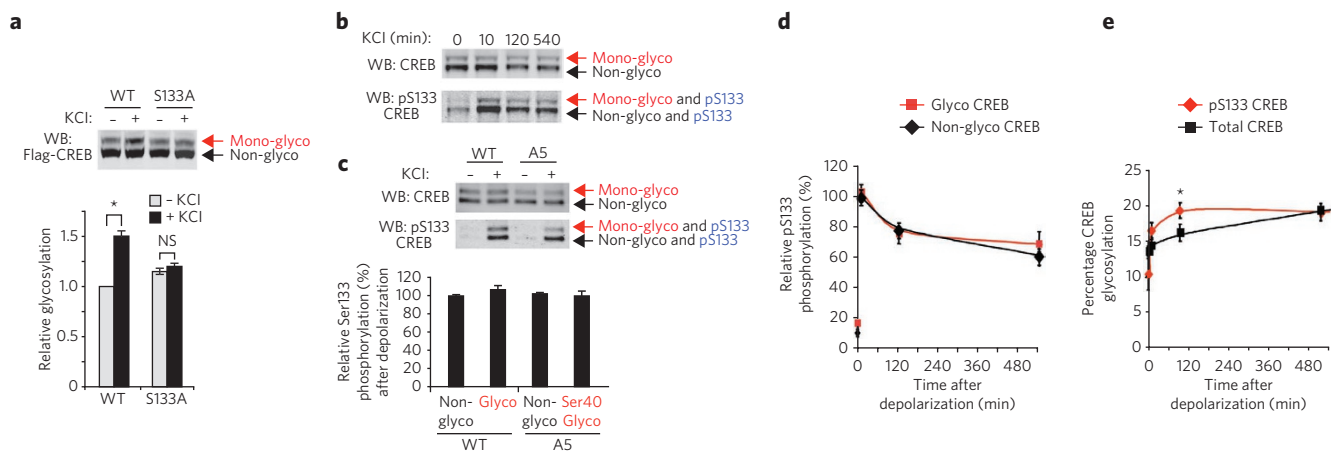 a
WT S133A
KCl: – + – +
WB: Flag-CREB
Mono-glyco
Non-glyco
– KCl
+ KCl
*
NS
Relative glycosylation
1.5
1.0
0.5
0
WT S133A
b
KCl (min): 0 10 120 540
WB: CREB
Mono-glyco
Non-glyco
WB: pS133 CREB
Mono-glyco and pS133
Non-glyco and pS133
c
WT A5
KCl: – + – +
WB: CREB
Mono-glyco
Non-glyco
WB: pS133 CREB
Mono-glyco and pS133
Non-glyco and pS133
Relative Ser133
phosphorylation (%)
after depolarization
120
100
80
60
40
20
0
Non-glyco Glyco Non-glyco Ser40 Glyco
WT A5
d
Glyco CREB
Non-glyco CREB
Relative pS133
phosphorylation (%)
120
100
80
60
40
20
0
0 120 240 360 480
Time after
depolarization (min)
e
pS133 CREB
Total CREB
*
Percentage CREB
glycosylation
25
20
15
10
5
0
0 120 240 360 480
Time after
depolarization (min)